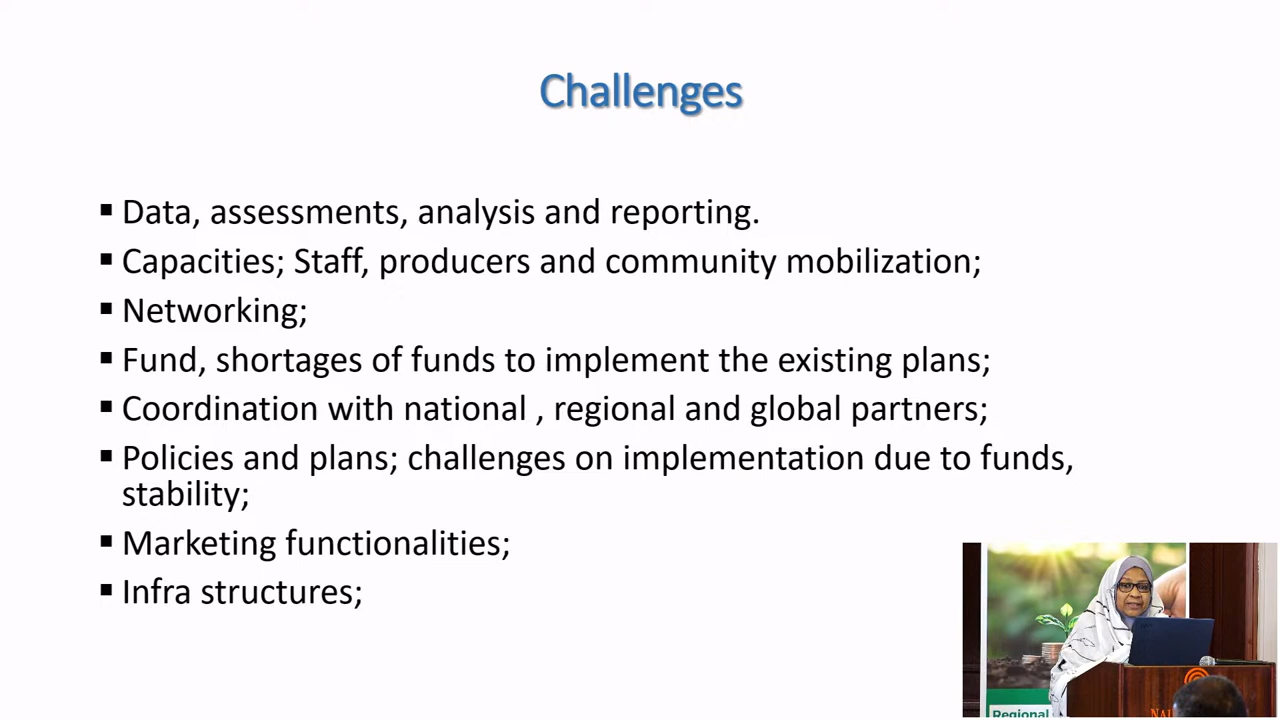 Challenges
▪ Data, assessments, analysis and reporting.
▪ Capacities; Staff, producers and community mobilization;
▪ Networking;
▪ Fund, shortages of funds to implement the existing plans;
▪ Coordination with national , regional and global partners;
▪ Policies and plans; challenges on implementation due to funds,
stability;
▪ Marketing functionalities;
▪ Infra structures;
Regional